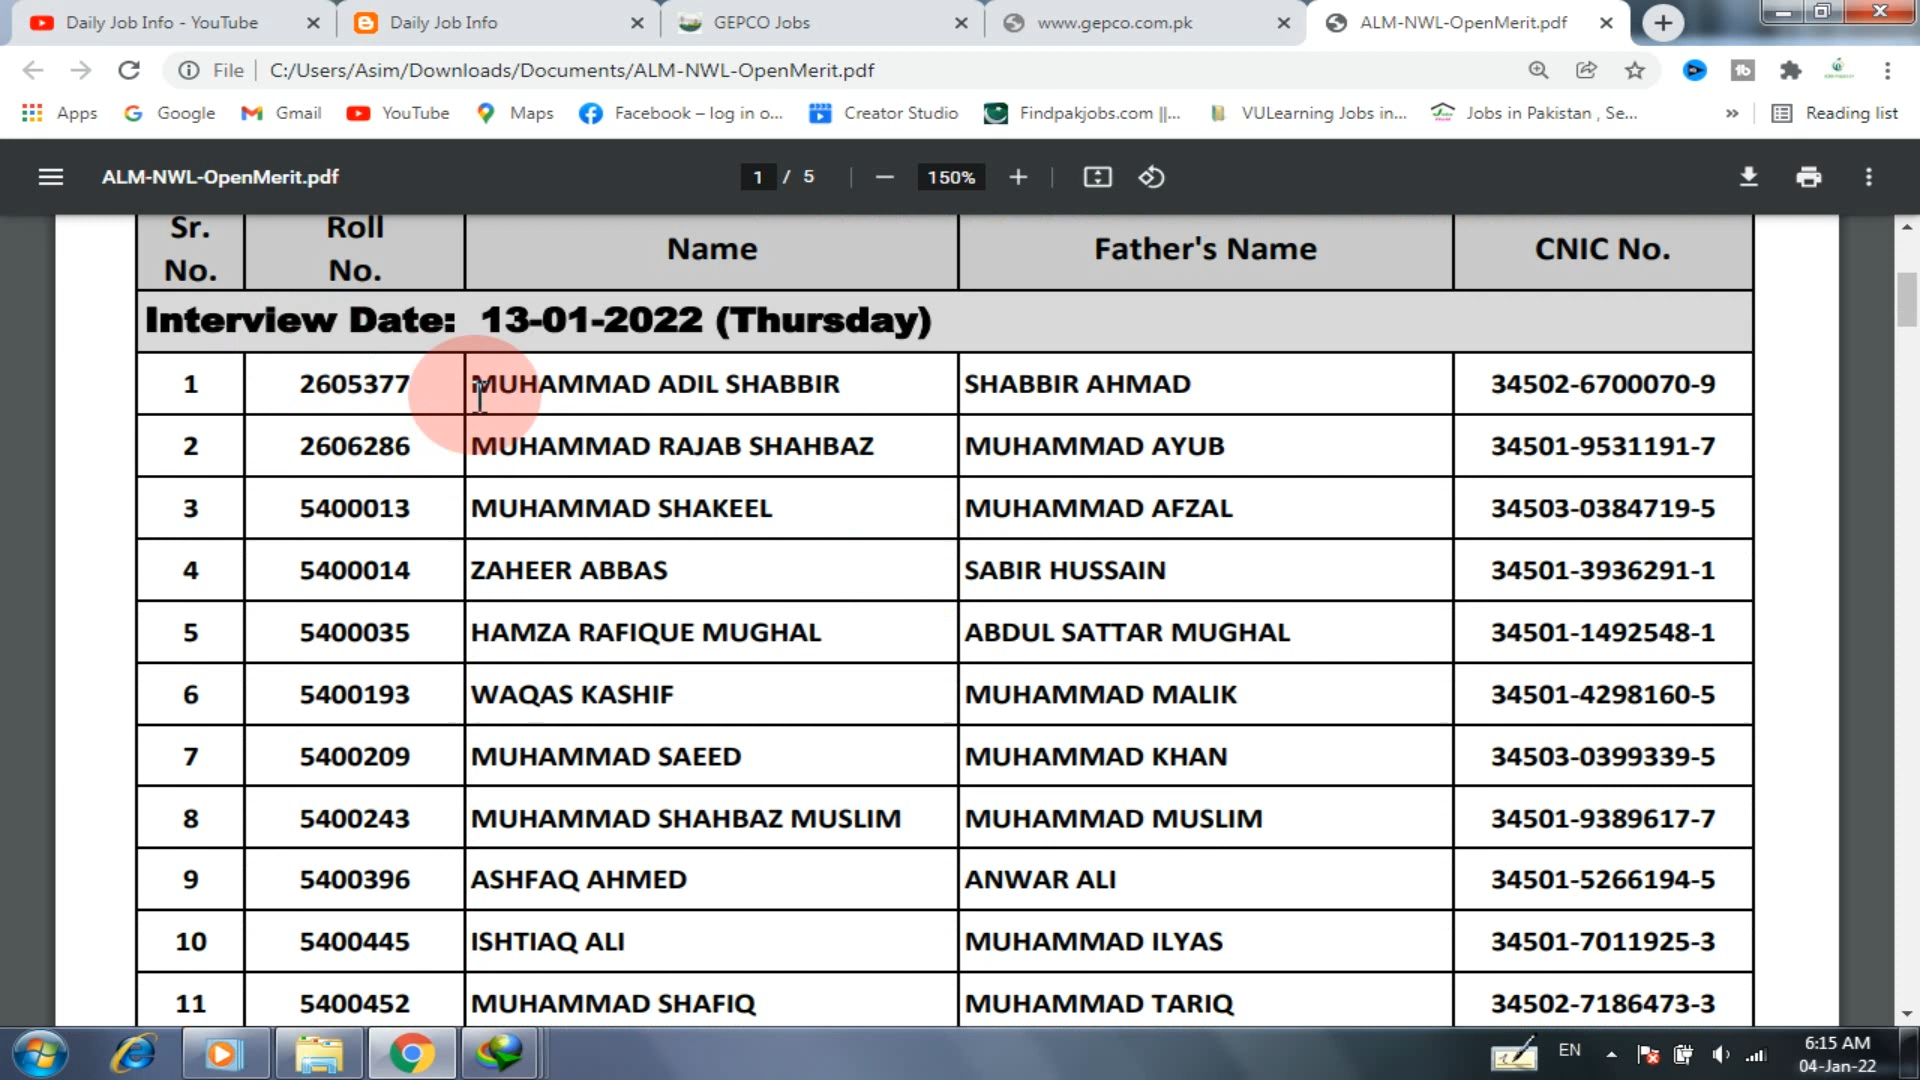 Daily Job Info - YouTube
Daily Job Info
GEPCO Jobs
www.gepco.com.pk
ALM-NWL-OpenMerit.pdf
File C:/Users/Asim/Downloads/Documents/ALM-NWL-OpenMerit.pdf
Apps Google Gmail YouTube Maps Facebook – log in o... Creator Studio Findpakjobs.com ||... VULearning Jobs in... Jobs in Pakistan , Se... » Reading list
ALM-NWL-OpenMerit.pdf 1 / 5 — 150% +
Sr. No. Roll No. Name Father's Name CNIC No.
Interview Date: 13-01-2022 (Thursday)
1 2605377 MUHAMMAD ADIL SHABBIR SHABBIR AHMAD 34502-6700070-9
2 2606286 MUHAMMAD RAJAB SHAHBAZ MUHAMMAD AYUB 34501-9531191-7
3 5400013 MUHAMMAD SHAKEEL MUHAMMAD AFZAL 34503-0384719-5
4 5400014 ZAHEER ABBAS SABIR HUSSAIN 34501-3936291-1
5 5400035 HAMZA RAFIQUE MUGHAL ABDUL SATTAR MUGHAL 34501-1492548-1
6 5400193 WAQAS KASHIF MUHAMMAD MALIK 34501-4298160-5
7 5400209 MUHAMMAD SAEED MUHAMMAD KHAN 34503-0399339-5
8 5400243 MUHAMMAD SHAHBAZ MUSLIM MUHAMMAD MUSLIM 34501-9389617-7
9 5400396 ASHFAQ AHMED ANWAR ALI 34501-5266194-5
10 5400445 ISHTIAQ ALI MUHAMMAD ILYAS 34501-7011925-3
11 5400452 MUHAMMAD SHAFIQ MUHAMMAD TARIQ 34502-7186473-3
EN 6:15 AM
04-Jan-22